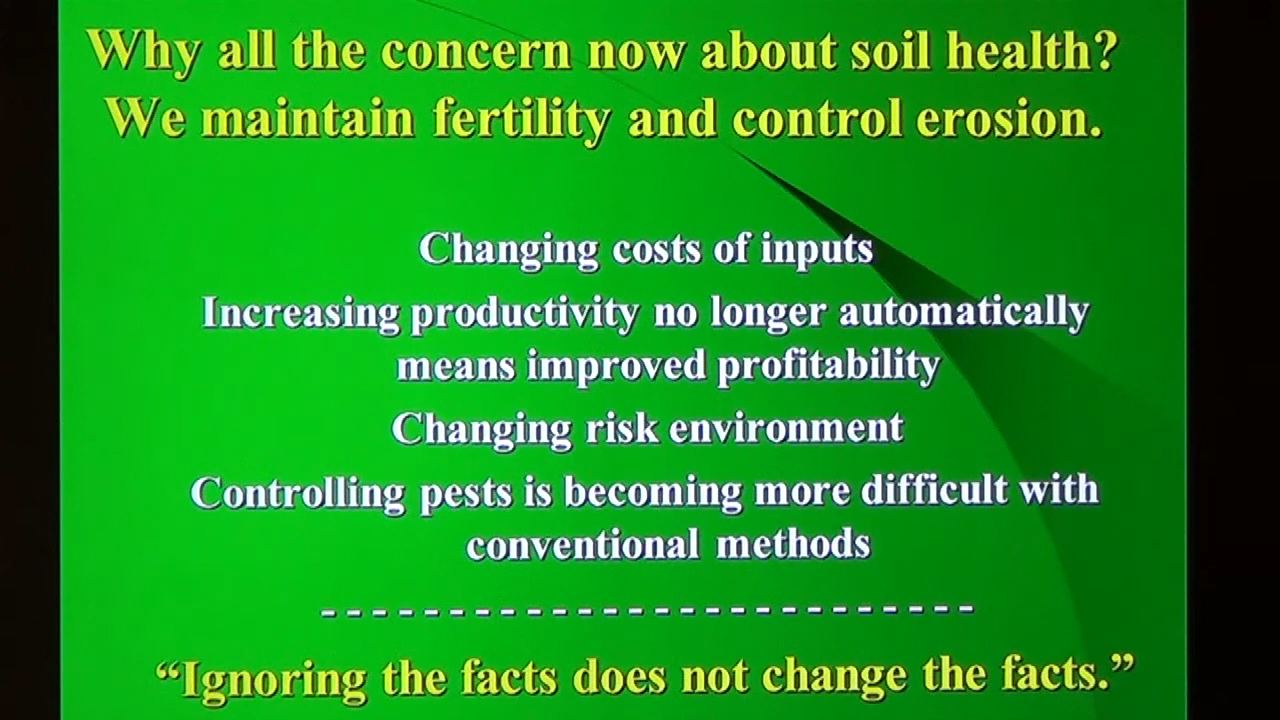 Why all the concern now about soil health?
We maintain fertility and control erosion.
Changing costs of inputs
Increasing productivity no longer automatically
means improved profitability
Changing risk environment
Controlling pests is becoming more difficult with
conventional methods
- - - - - - - - - - - - - - - - - - - - - - - - - -
“Ignoring the facts does not change the facts.”